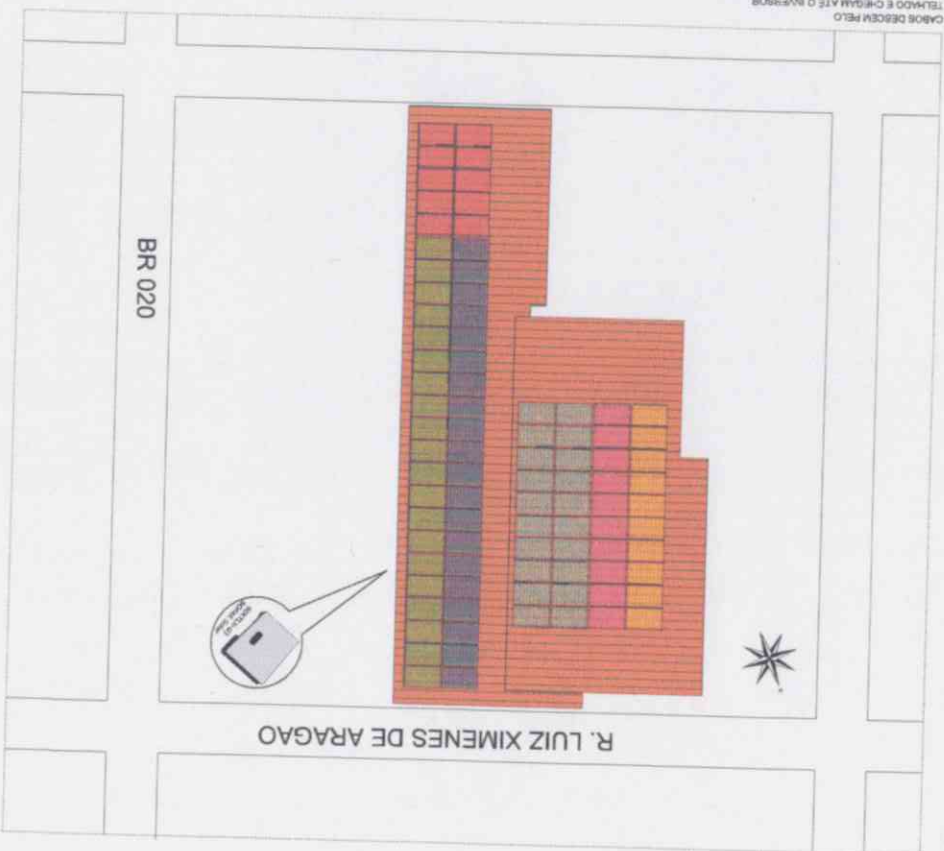 CABOS DESCEM PELO
TELHADO E CHEGAM ATÉ O INVERSOR
BR 020
R. LUIZ XIMENES DE ARAGAO